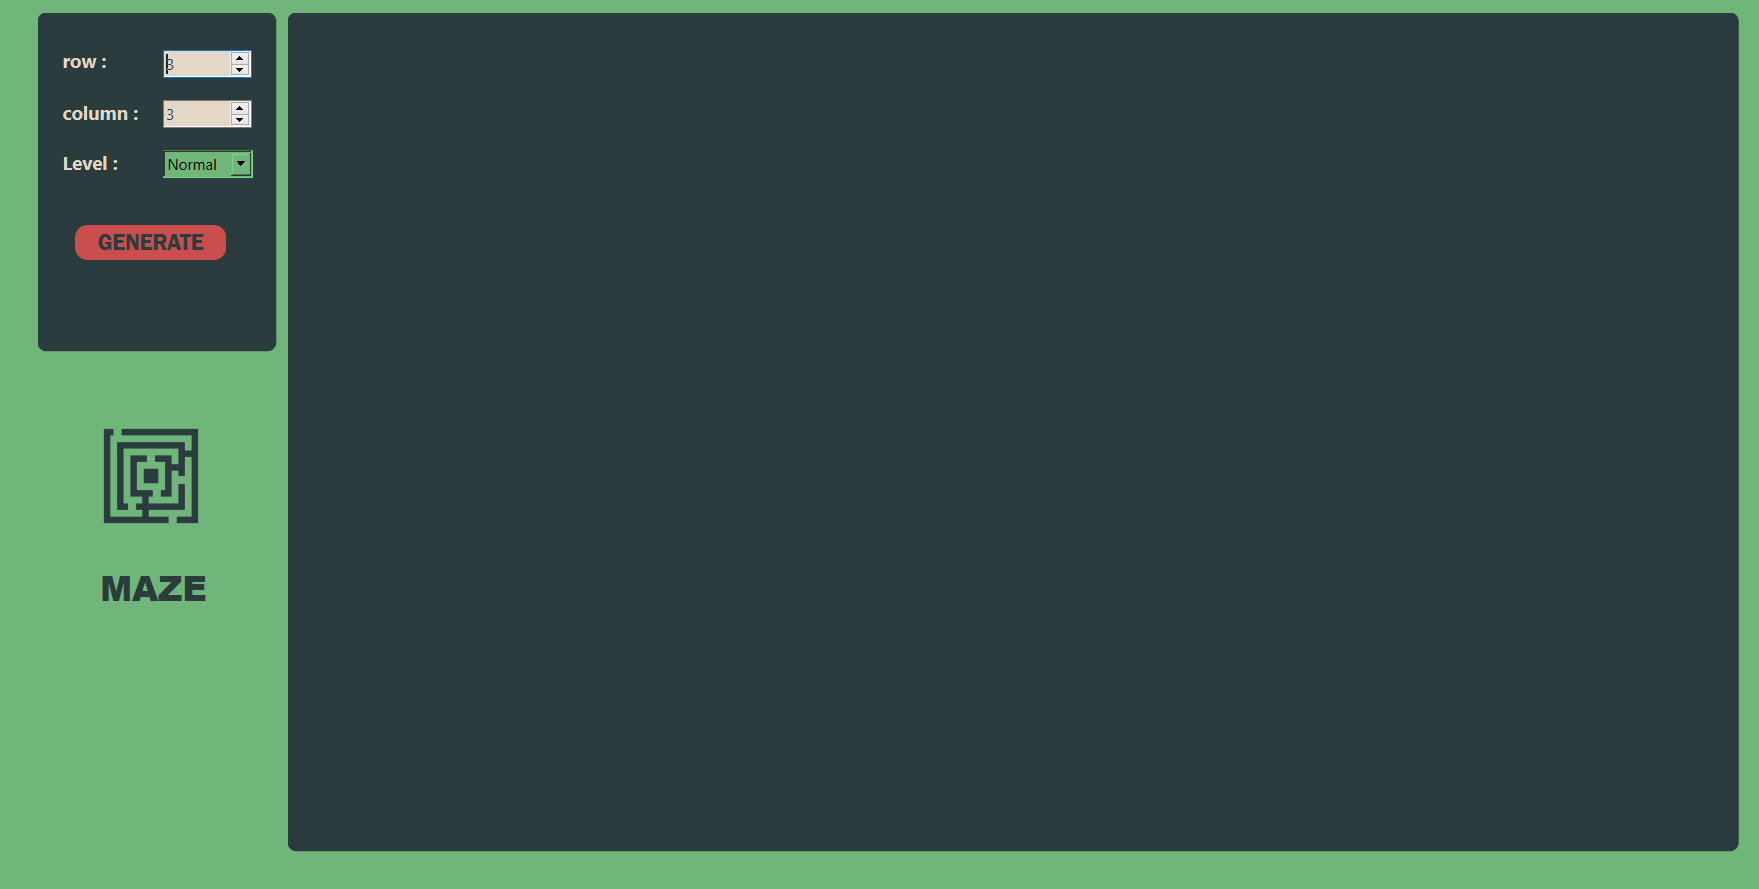 row : 3
column : 3
Level : Normal
GENERATE
MAZE